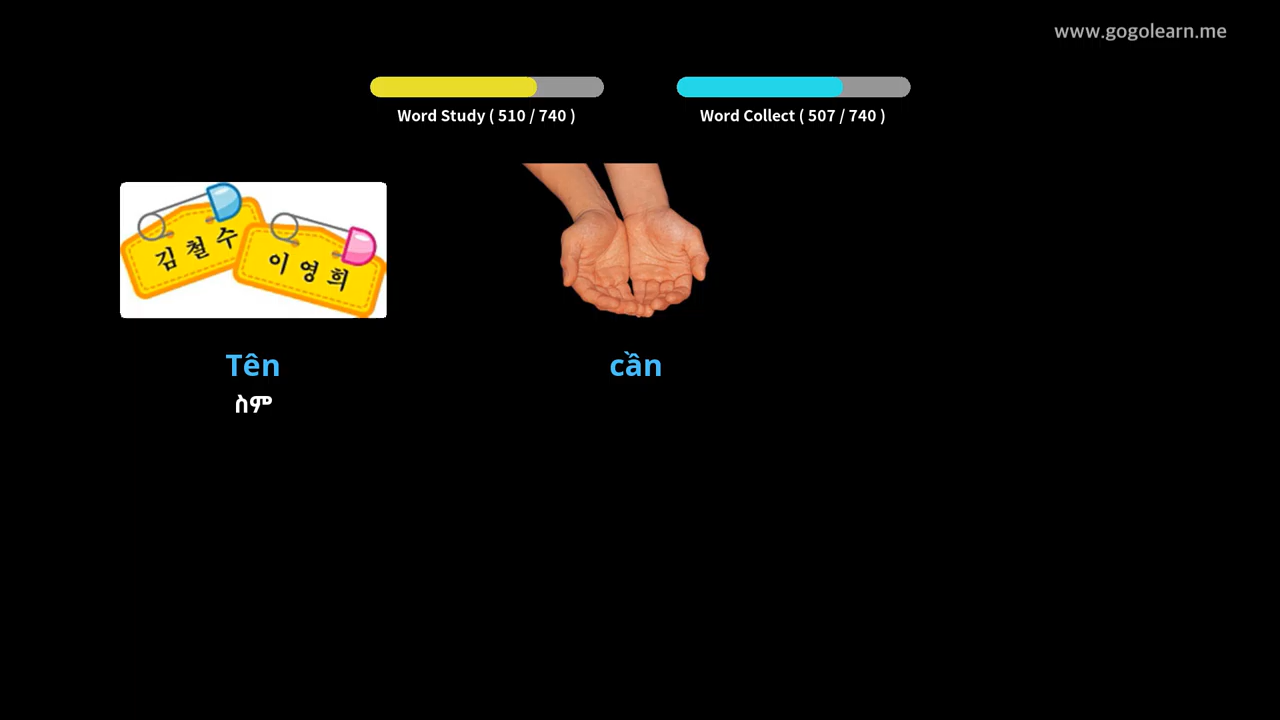 www.gogolearn.me
Word Study ( 510 / 740 )
Word Collect ( 507 / 740 )
김철수
이영희
Tên
cần
ስም